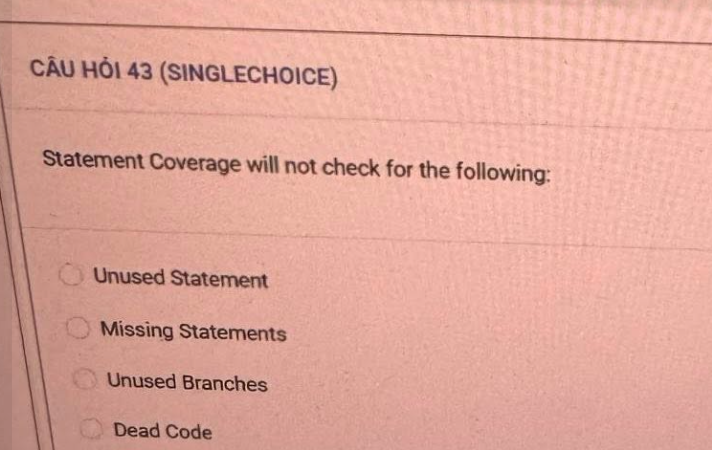 CÂU HỎI 43 (SINGLECHOICE)
Statement Coverage will not check for the following:
Unused Statement
Missing Statements
Unused Branches
Dead Code